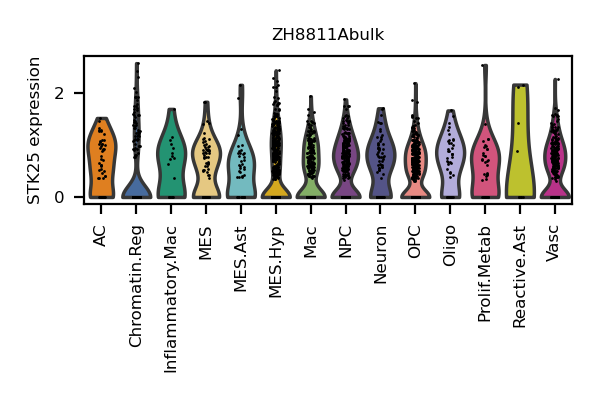 ZH8811Abulk
STK25 expression
2
0
AC
Chromatin.Reg
Inflammatory.Mac
MES
MES.Ast
MES.Hyp
Mac
NPC
Neuron
OPC
Oligo
Prolif.Metab
Reactive.Ast
Vasc